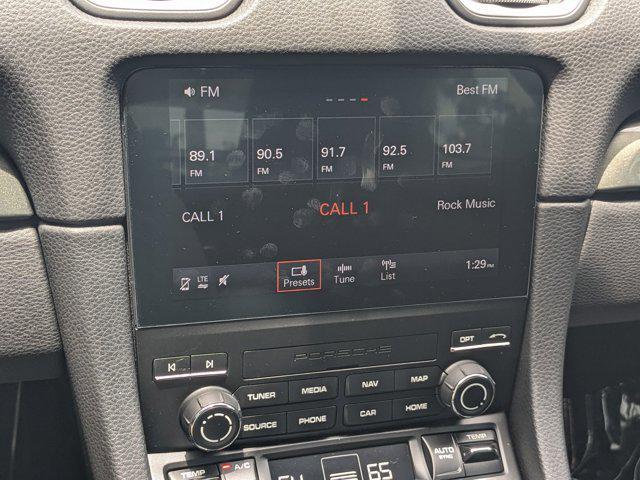 FM
Best FM
89.1 90.5 91.7 92.5 103.7
FM FM FM FM FM
CALL 1 CALL 1 Rock Music
LTE Presets Tune List 1:29 PM
PORSCHE
OPT
TUNER MEDIA NAV MAP
SOURCE PHONE CAR HOME
TEMP A/C 65 AUTO SYNC TEMP